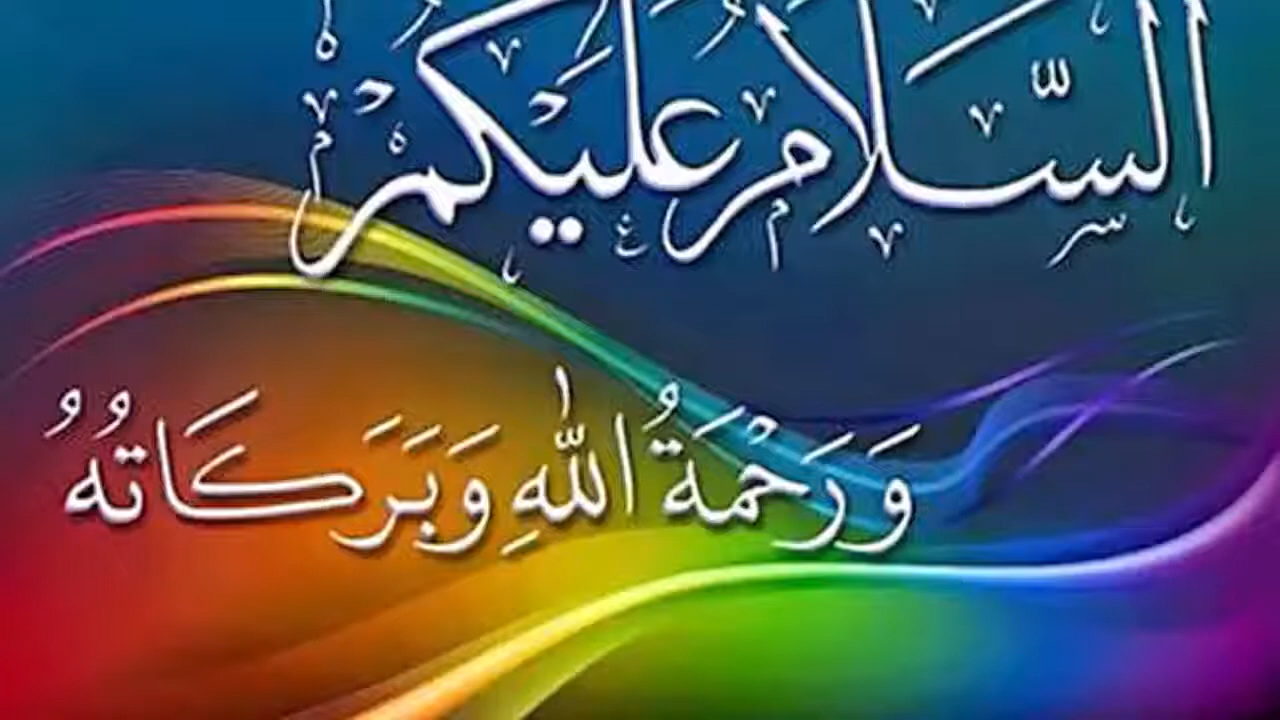 السَّلَامُ عَلَيْكُمْ
وَرَحْمَةُ اللهِ وَبَرَكَاتُهُ